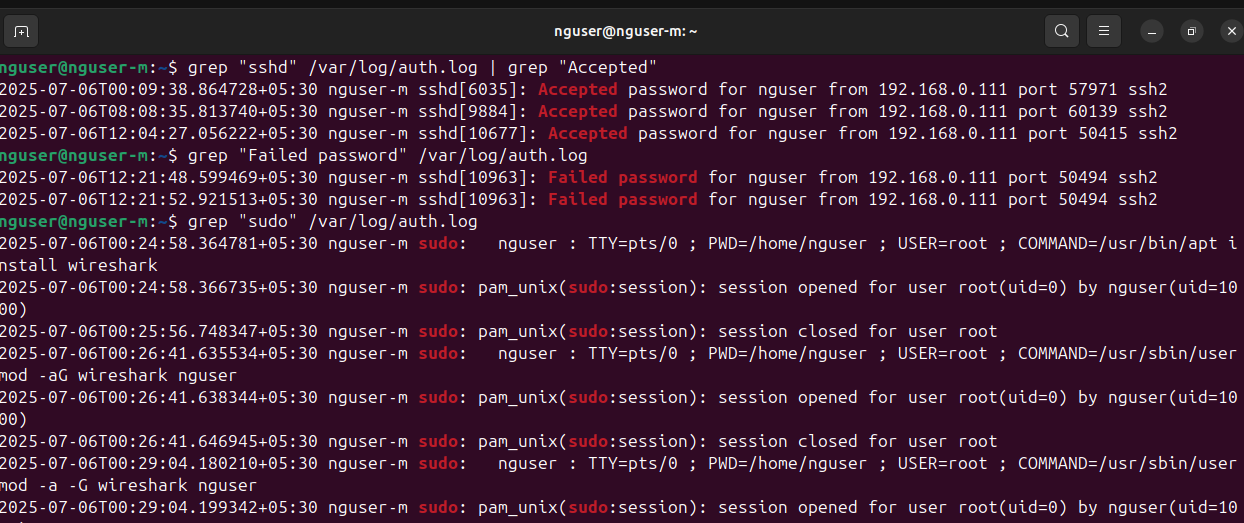 nguser@nguser-m: ~
nguser@nguser-m:~$ grep "sshd" /var/log/auth.log | grep "Accepted"
2025-07-06T00:09:38.864728+05:30 nguser-m sshd[6035]: Accepted password for nguser from 192.168.0.111 port 57971 ssh2
2025-07-06T08:08:35.813740+05:30 nguser-m sshd[9884]: Accepted password for nguser from 192.168.0.111 port 60139 ssh2
2025-07-06T12:04:27.056222+05:30 nguser-m sshd[10677]: Accepted password for nguser from 192.168.0.111 port 50415 ssh2
nguser@nguser-m:~$ grep "Failed password" /var/log/auth.log
2025-07-06T12:21:48.599469+05:30 nguser-m sshd[10963]: Failed password for nguser from 192.168.0.111 port 50494 ssh2
2025-07-06T12:21:52.921513+05:30 nguser-m sshd[10963]: Failed password for nguser from 192.168.0.111 port 50494 ssh2
nguser@nguser-m:~$ grep "sudo" /var/log/auth.log
2025-07-06T00:24:58.364781+05:30 nguser-m sudo:   nguser : TTY=pts/0 ; PWD=/home/nguser ; USER=root ; COMMAND=/usr/bin/apt i
nstall wireshark
2025-07-06T00:24:58.366735+05:30 nguser-m sudo: pam_unix(sudo:session): session opened for user root(uid=0) by nguser(uid=10
00)
2025-07-06T00:25:56.748347+05:30 nguser-m sudo: pam_unix(sudo:session): session closed for user root
2025-07-06T00:26:41.635534+05:30 nguser-m sudo:   nguser : TTY=pts/0 ; PWD=/home/nguser ; USER=root ; COMMAND=/usr/sbin/user
mod -aG wireshark nguser
2025-07-06T00:26:41.638344+05:30 nguser-m sudo: pam_unix(sudo:session): session opened for user root(uid=0) by nguser(uid=10
00)
2025-07-06T00:26:41.646945+05:30 nguser-m sudo: pam_unix(sudo:session): session closed for user root
2025-07-06T00:29:04.180210+05:30 nguser-m sudo:   nguser : TTY=pts/0 ; PWD=/home/nguser ; USER=root ; COMMAND=/usr/sbin/user
mod -a -G wireshark nguser
2025-07-06T00:29:04.199342+05:30 nguser-m sudo: pam_unix(sudo:session): session opened for user root(uid=0) by nguser(uid=10